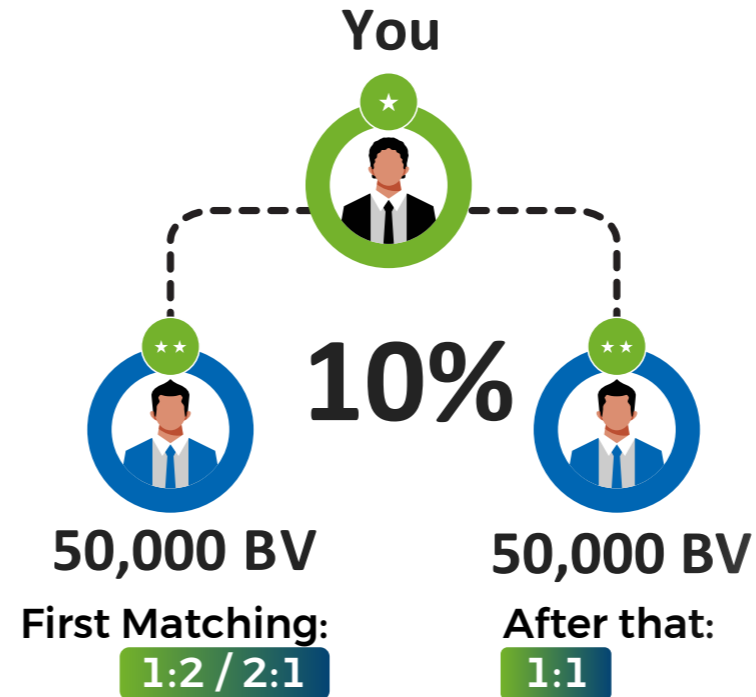 You
10%
50,000 BV
50,000 BV
First Matching:
After that:
1:2 / 2:1
1:1